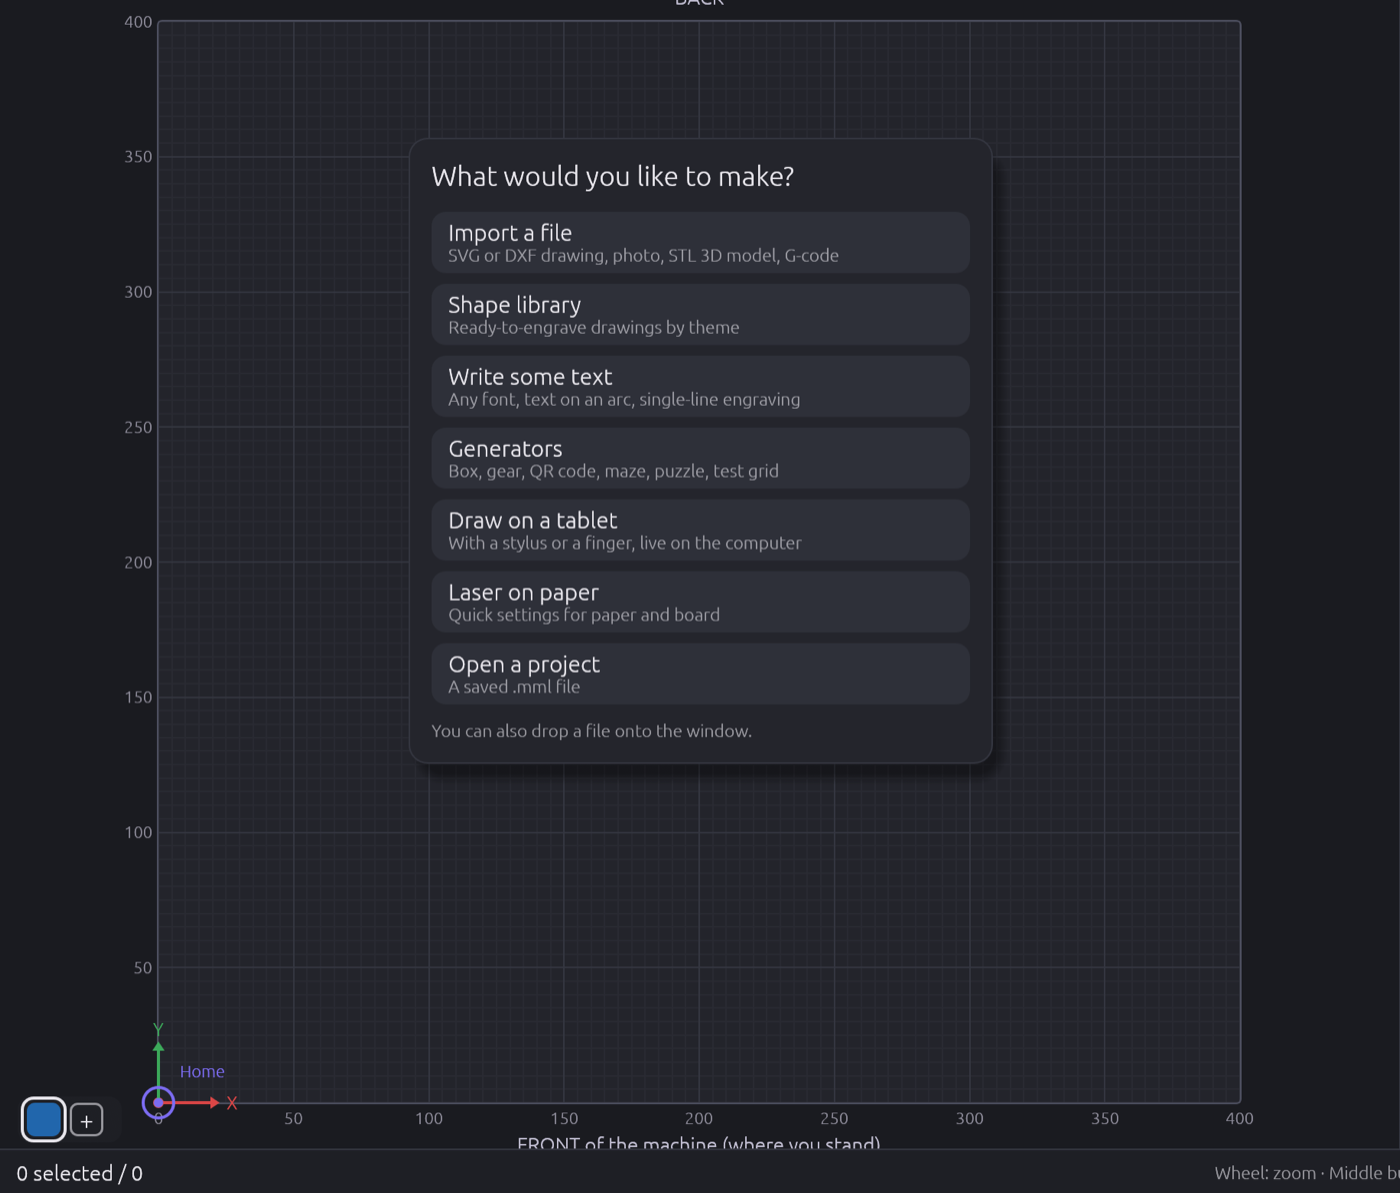 BACK
400
What would you like to make?
350
Import a file
SVG or DXF drawing, photo, STL 3D model, G-code
300
Shape library
Ready-to-engrave drawings by theme
Write some text
Any font, text on an arc, single-line engraving
250
Generators
Box, gear, QR code, maze, puzzle, test grid
Draw on a tablet
With a stylus or a finger, live on the computer
200
Laser on paper
Quick settings for paper and board
Open a project
A saved .mml file
150
You can also drop a file onto the window.
100
50
Y
Home
X
+
0 50 100 150 200 250 300 350 400
FRONT of the machine (where you stand)
0 selected / 0
Wheel: zoom · Middle